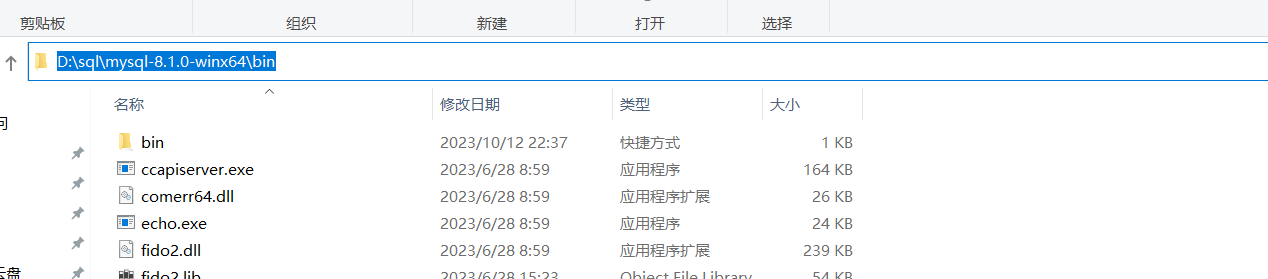 剪贴板 组织 新建 打开 选择
D:\sql\mysql-8.1.0-winx64\bin
名称 修改日期 类型 大小
bin 2023/10/12 22:37 快捷方式 1 KB
ccapiserver.exe 2023/6/28 8:59 应用程序 164 KB
comerr64.dll 2023/6/28 8:59 应用程序扩展 26 KB
echo.exe 2023/6/28 8:59 应用程序 24 KB
fido2.dll 2023/6/28 8:59 应用程序扩展 239 KB
fido2.lib 2023/6/28 15:23 Object File Library 54 KB